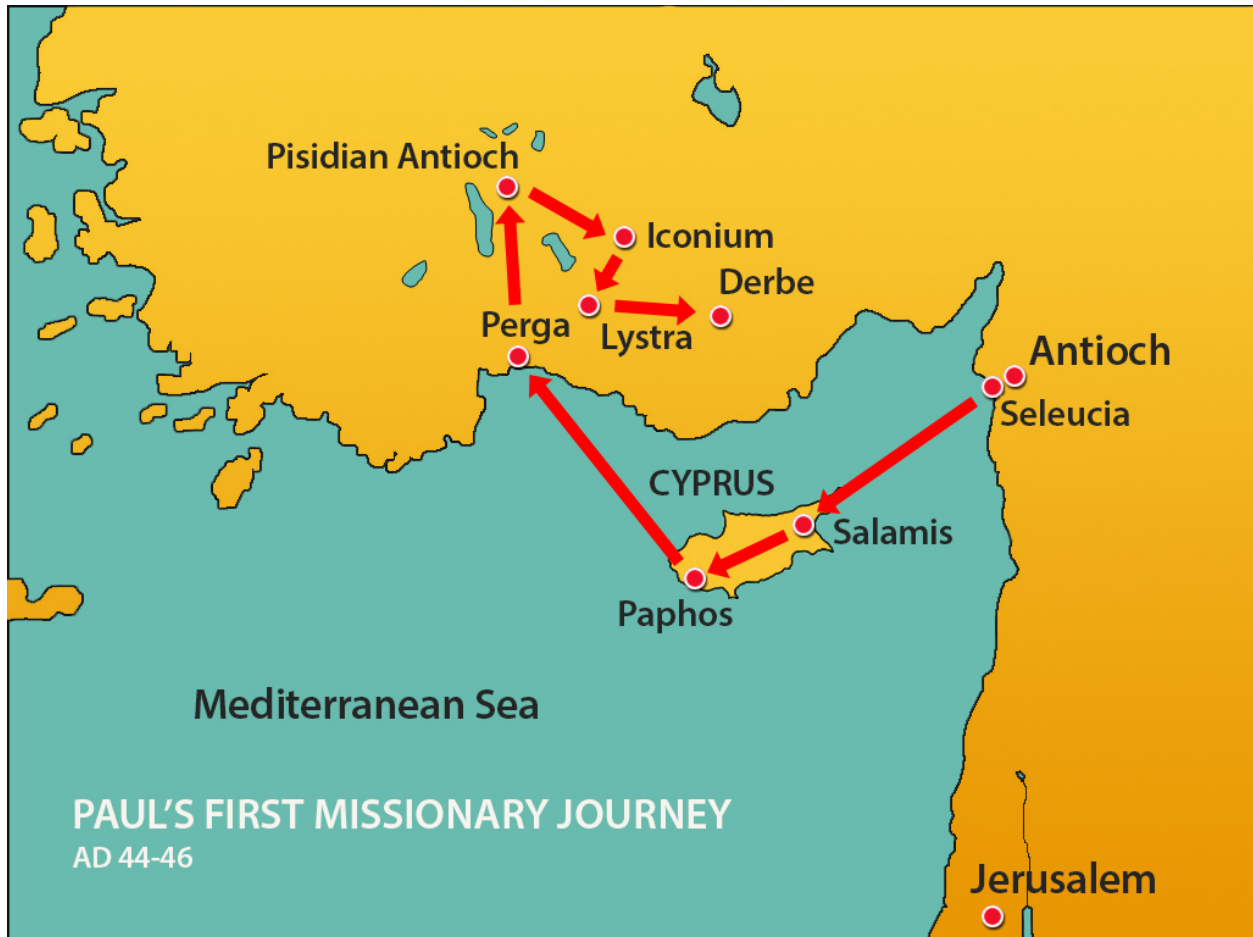 Pisidian Antioch
Iconium
Derbe
Perga
Lystra
Antioch
Seleucia
CYPRUS
Salamis
Paphos
Mediterranean Sea
PAUL'S FIRST MISSIONARY JOURNEY
AD 44-46
Jerusalem